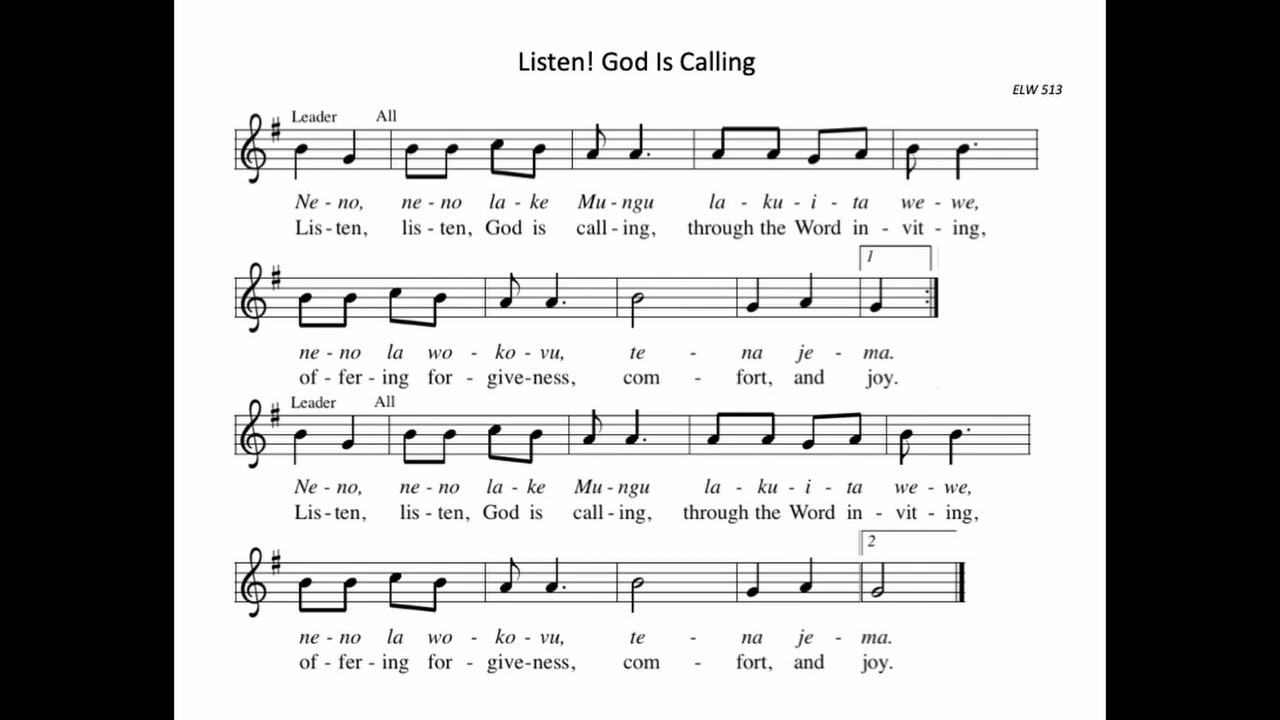 Listen! God Is Calling
ELW 513
Leader All
Ne - no, ne - no la - ke Mu - ngu la - ku - i - ta we - we,
Lis - ten, lis - ten, God is call - ing, through the Word in - vit - ing,
1
ne - no la wo - ko - vu, te - na je - ma.
of - fer - ing for - give - ness, com - fort, and joy.
Leader All
Ne - no, ne - no la - ke Mu - ngu la - ku - i - ta we - we,
Lis - ten, lis - ten, God is call - ing, through the Word in - vit - ing,
2
ne - no la wo - ko - vu, te - na je - ma.
of - fer - ing for - give - ness, com - fort, and joy.